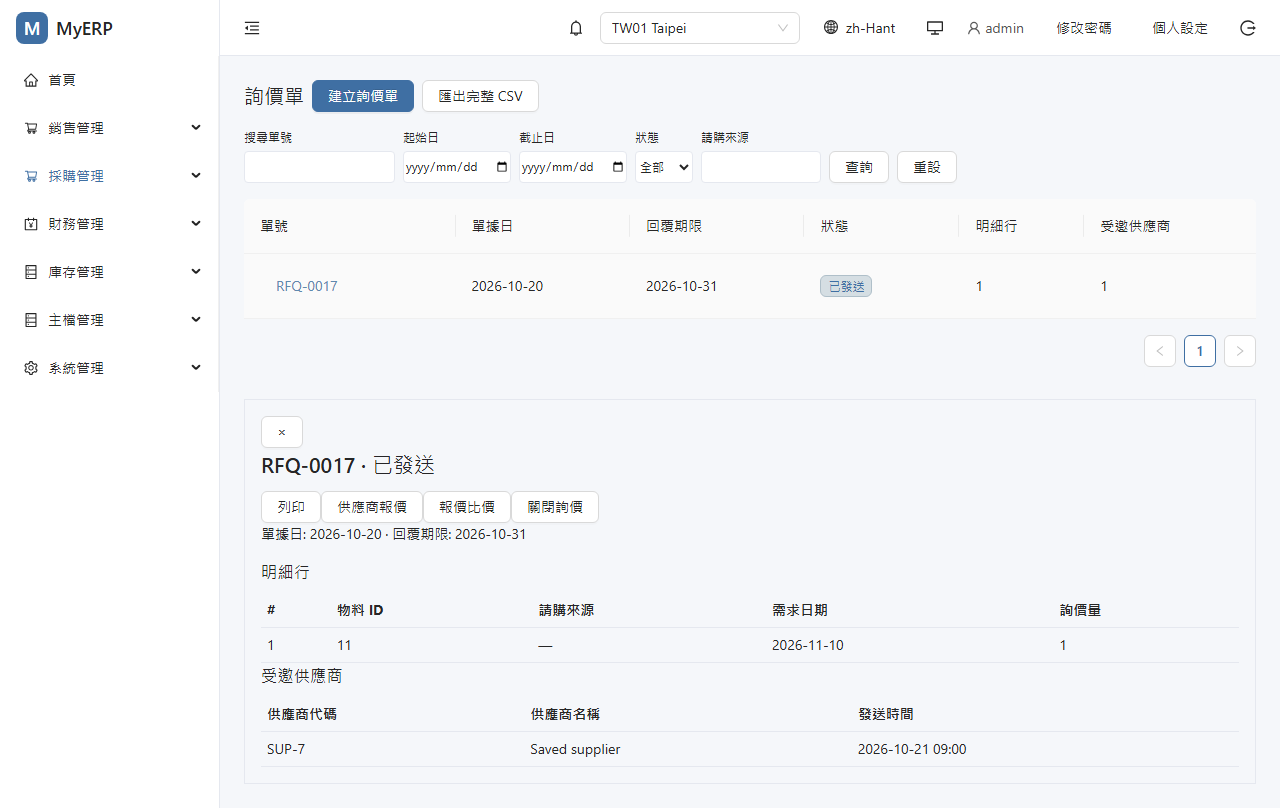 M MyERP
TW01 Taipei
zh-Hant
admin
修改密碼
個人設定
首頁
銷售管理
採購管理
財務管理
庫存管理
主檔管理
系統管理
詢價單
建立詢價單
匯出完整 CSV
搜尋單號 起始日 截止日 狀態 請購來源
yyyy/mm/dd yyyy/mm/dd 全部 查詢 重設
單號 單據日 回覆期限 狀態 明細行 受邀供應商
RFQ-0017 2026-10-20 2026-10-31 已發送 1 1
< 1 >
×
RFQ-0017 · 已發送
列印 供應商報價 報價比價 關閉詢價
單據日: 2026-10-20 · 回覆期限: 2026-10-31
明細行
# 物料 ID 請購來源 需求日期 詢價量
1 11 — 2026-11-10 1
受邀供應商
供應商代碼 供應商名稱 發送時間
SUP-7 Saved supplier 2026-10-21 09:00